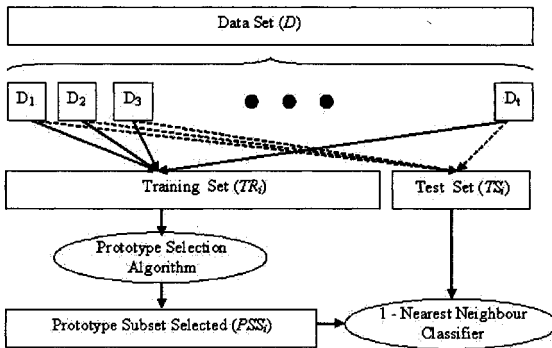 Data Set (D)
D1 D2 D3 Dt
Training Set (TRi) Test Set (TSi)
Prototype Selection
Algorithm
Prototype Subset Selected (PSSi)
1 - Nearest Neighbour
Classifier